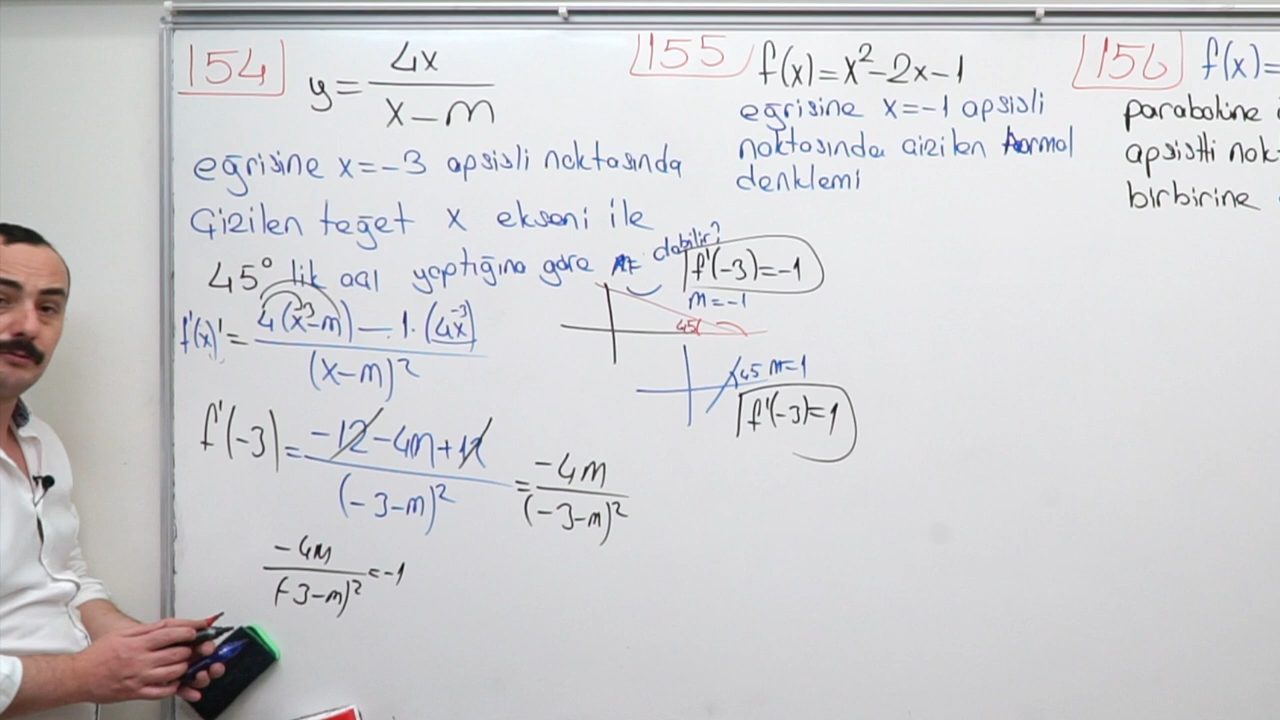 154
y = 4x / (x - m)
eğrisine x = -3 apsisli noktasında
çizilen teğet x ekseni ile
45° lik açı yaptığına göre olabilir?
f'(x)' = (4(x-m) - 1·(4x)) / (x-m)²
-3 -3
f'(-3) = (-12 - 4m + 12) / (-3-m)² = -4m / (-3-m)²
-4m / (-3-m)² = -1
f'(-3) = -1
m = -1
45
45 m = 1
f'(-3) = 1
155
f(x) = x² - 2x - 1
eğrisine x = -1 apsisli
noktasında çizilen normal
denklemi
156
f(x) =
parabolüne
birbirine